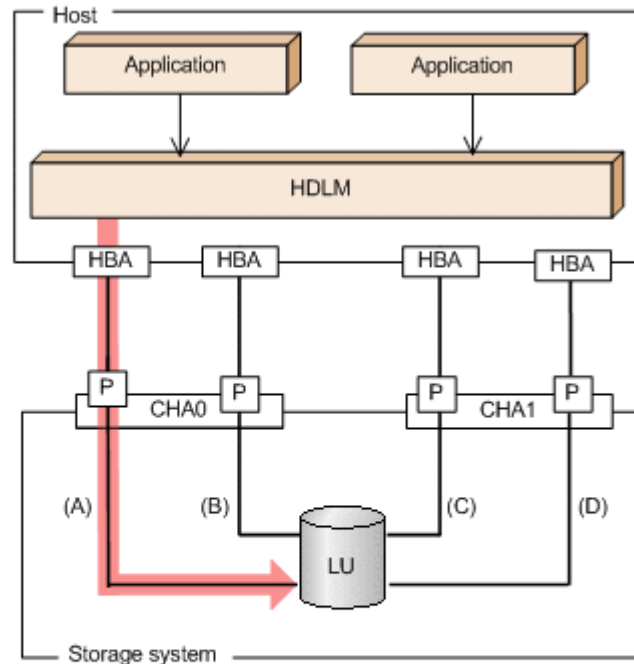 Host
Application
Application
HDLM
HBA
HBA
HBA
HBA
P
P
P
P
CHA0
CHA1
(A)
(B)
(C)
(D)
LU
Storage system